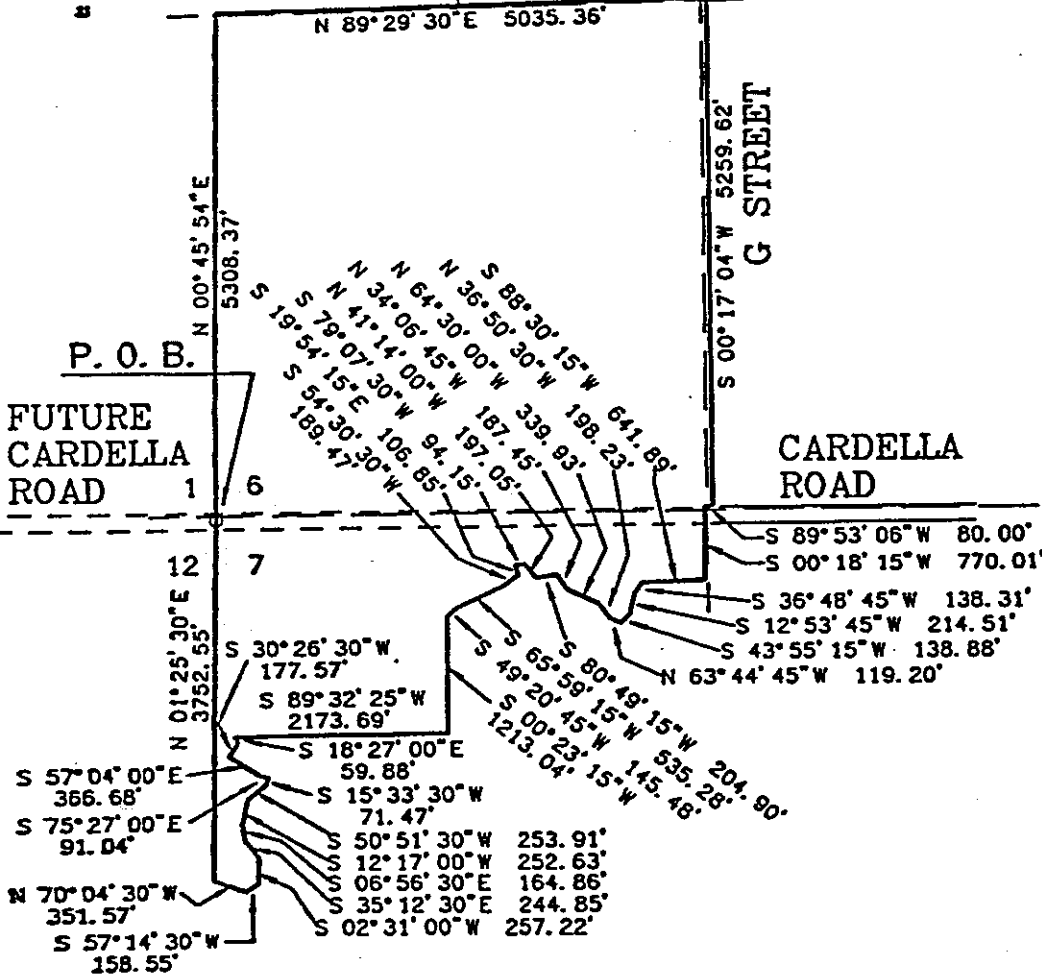 N 89°29'30"E 5035.36'
N 00°45'54"E
5308.37'
S 00°17'04"W 5259.62'
G STREET
P. O. B.
FUTURE
CARDELLA
ROAD
1
6
12
7
CARDELLA
ROAD
S 88°30'15"W 641.89'
N 36°50'30"W 198.23'
N 64°30'00"W 339.93'
N 34°06'45"W 187.45'
N 41°14'00"W 197.05'
S 79°07'30"W 94.15'
S 19°54'15"E 106.85'
S 54°30'30"W
189.47'
S 89°53'06"W 80.00'
S 00°18'15"W 770.01'
S 36°48'45"W 138.31'
S 12°53'45"W 214.51'
S 43°55'15"W 138.88'
N 63°44'45"W 119.20'
S 80°49'15"W 204.90'
S 65°59'15"W 535.28'
S 49°20'45"W 145.48'
S 00°23'15"W
1213.04'
N 01°25'30"E
3752.55'
S 30°26'30"W
177.57'
S 89°32'25"W
2173.69'
S 18°27'00"E
59.88'
S 57°04'00"E
366.68'
S 15°33'30"W
71.47'
S 75°27'00"E
91.04'
S 50°51'30"W 253.91'
S 12°17'00"W 252.63'
S 06°56'30"E 164.86'
S 35°12'30"E 244.85'
S 02°31'00"W 257.22'
N 70°04'30"W
351.57'
S 57°14'30"W
158.55'